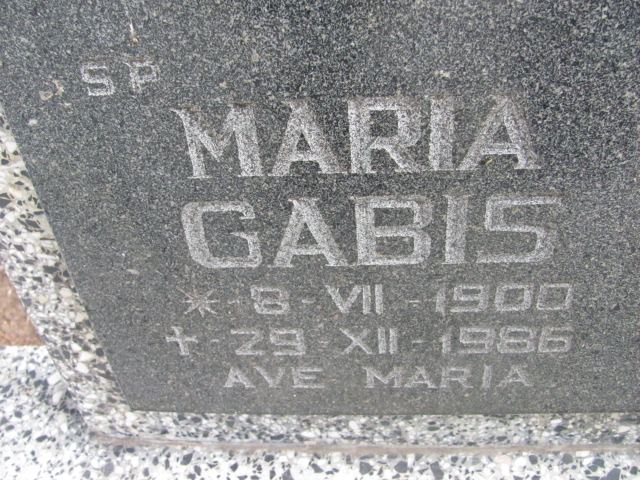 SP
MARIA
GABIS
* 8-VII-1900
† 29-XII-1986
AVE MARIA